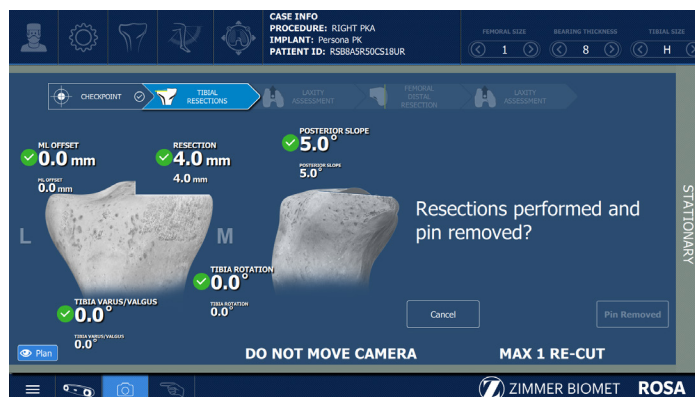 CASE INFO
PROCEDURE: RIGHT PKA
IMPLANT: Persona PK
PATIENT ID: RSB8A5R50CS18UR
FEMORAL SIZE
1
BEARING THICKNESS
8
TIBIAL SIZE
H
CHECKPOINT
TIBIAL
RESECTIONS
LAXITY
ASSESSMENT
FEMORAL
DISTAL
RESECTION
LAXITY
ASSESSMENT
ML OFFSET
0.0 mm
ML OFFSET
0.0 mm
RESECTION
4.0 mm
4.0 mm
POSTERIOR SLOPE
5.0°
POSTERIOR SLOPE
5.0°
L
M
TIBIA ROTATION
0.0°
TIBIA ROTATION
0.0°
TIBIA VARUS/VALGUS
0.0°
TIBIA VARUS/VALGUS
0.0°
Resections performed and
pin removed?
Cancel
Pin Removed
STATIONARY
Plan
DO NOT MOVE CAMERA
MAX 1 RE-CUT
ZIMMER BIOMET
ROSA